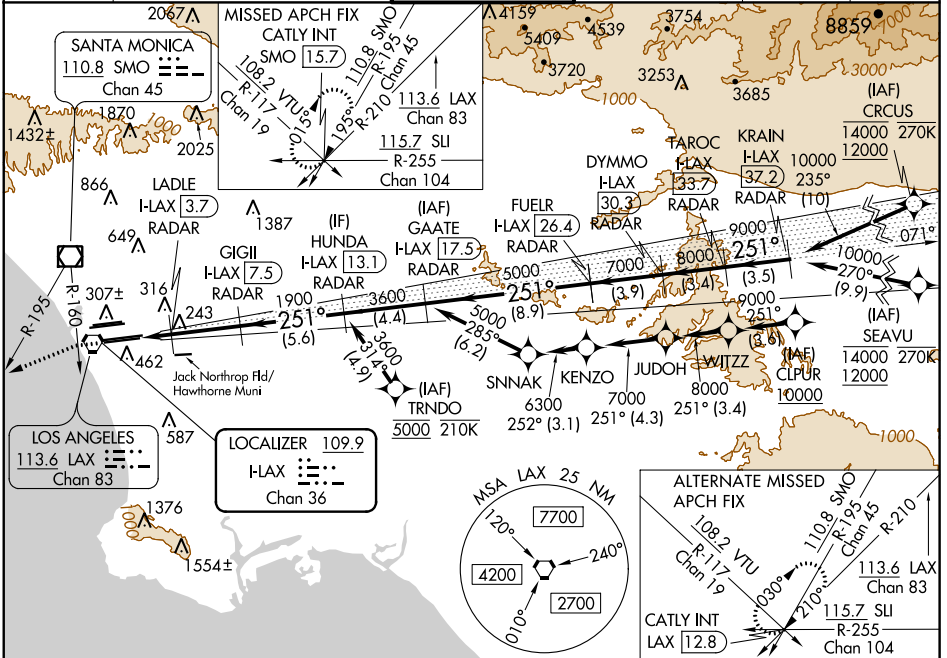 2067
SANTA MONICA
110.8 SMO
Chan 45
1432±
1870
2025
MISSED APCH FIX
CATLY INT
SMO 15.7
108.2 VTU
R-117
Chan 19
110.8 SMO
R-195
Chan 45
R-210
113.6 LAX
Chan 83
115.7 SLI
R-255
Chan 104
015°
195°
4159
5409
4539
3754
3720
3253
3685
8859
7000
3000
1000
1000
1000
(IAF)
CRCUS
14000 270K
12000
KRAIN
I-LAX
37.2
RADAR
10000
235°
(10)
TAROC
I-LAX
33.7
RADAR
DYMMO
I-LAX
30.3
RADAR
FUELR
I-LAX 26.4
RADAR
(IAF)
GAATE
I-LAX 17.5
RADAR
(IF)
HUNDA
I-LAX 13.1
RADAR
GIGII
I-LAX 7.5
RADAR
LADLE
I-LAX 3.7
RADAR
866
649
1387
307±
316
243
462
587
R-195
R-160
1900
251°
(5.6)
3600
(4.4)
5000
251°
(8.9)
7000
(3.9)
8000
(3.4)
9000
251°
(3.5)
071°
10000
270°
(9.9)
(IAF)
SEAVU
14000 270K
12000
9000
251°
(3.6)
(IAF)
CLPUR
10000
WITZZ
8000
251° (3.4)
JUDOH
7000
251° (4.3)
KENZO
6300
252° (3.1)
SNNAK
5000
285°
(6.2)
3600
314°
(4.9)
(IAF)
TRNDO
5000 210K
Jack Northrop Fld/
Hawthorne Muni
LOS ANGELES
113.6 LAX
Chan 83
LOCALIZER 109.9
I-LAX
Chan 36
1376
1554±
MSA LAX 25 NM
120°
240°
010°
7700
4200
2700
1000
ALTERNATE MISSED
APCH FIX
108.2 VTU
R-117
Chan 19
110.8 SMO
R-195
Chan 45
R-210
113.6 LAX
Chan 83
030°
210°
115.7 SLI
R-255
Chan 104
CATLY INT
LAX 12.8